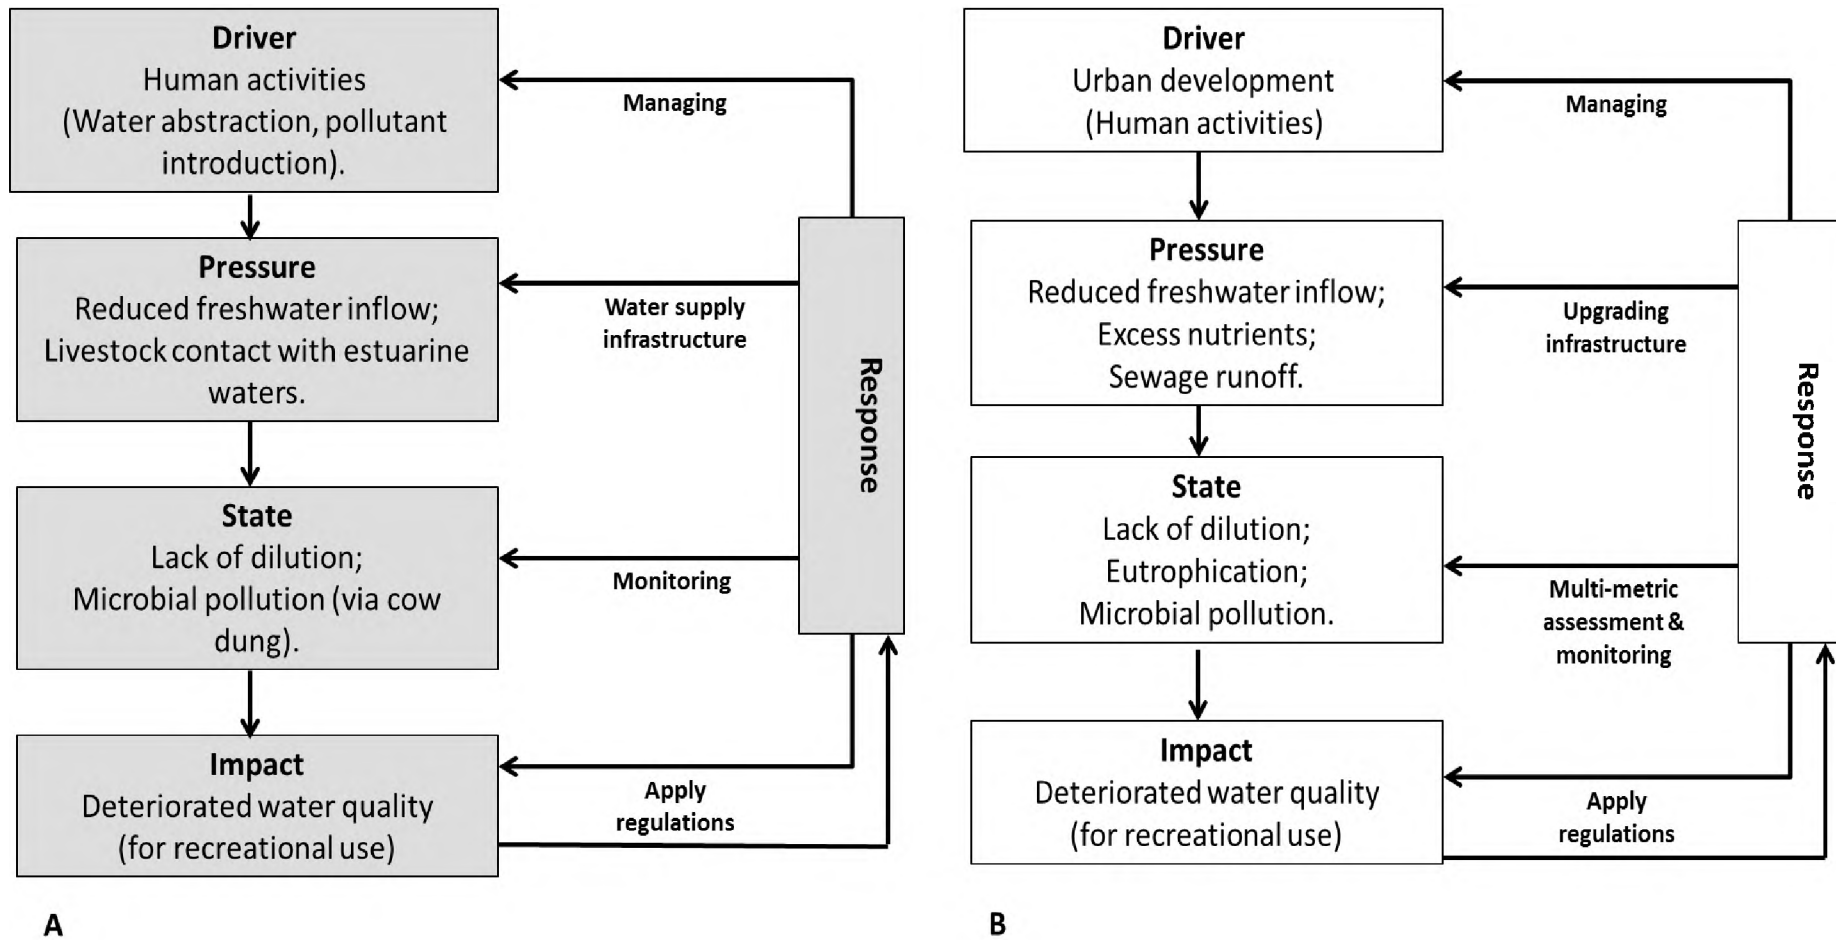 Driver
Human activities
(Water abstraction, pollutant
introduction).
Managing
Pressure
Reduced freshwater inflow;
Livestock contact with estuarine
waters.
Water supply
infrastructure
Response
State
Lack of dilution;
Microbial pollution (via cow
dung).
Monitoring
Impact
Deteriorated water quality
(for recreational use)
Apply
regulations
A
Driver
Urban development
(Human activities)
Managing
Pressure
Reduced freshwater inflow;
Excess nutrients;
Sewage runoff.
Upgrading
infrastructure
Response
State
Lack of dilution;
Eutrophication;
Microbial pollution.
Multi-metric
assessment &
monitoring
Impact
Deteriorated water quality
(for recreational use)
Apply
regulations
B